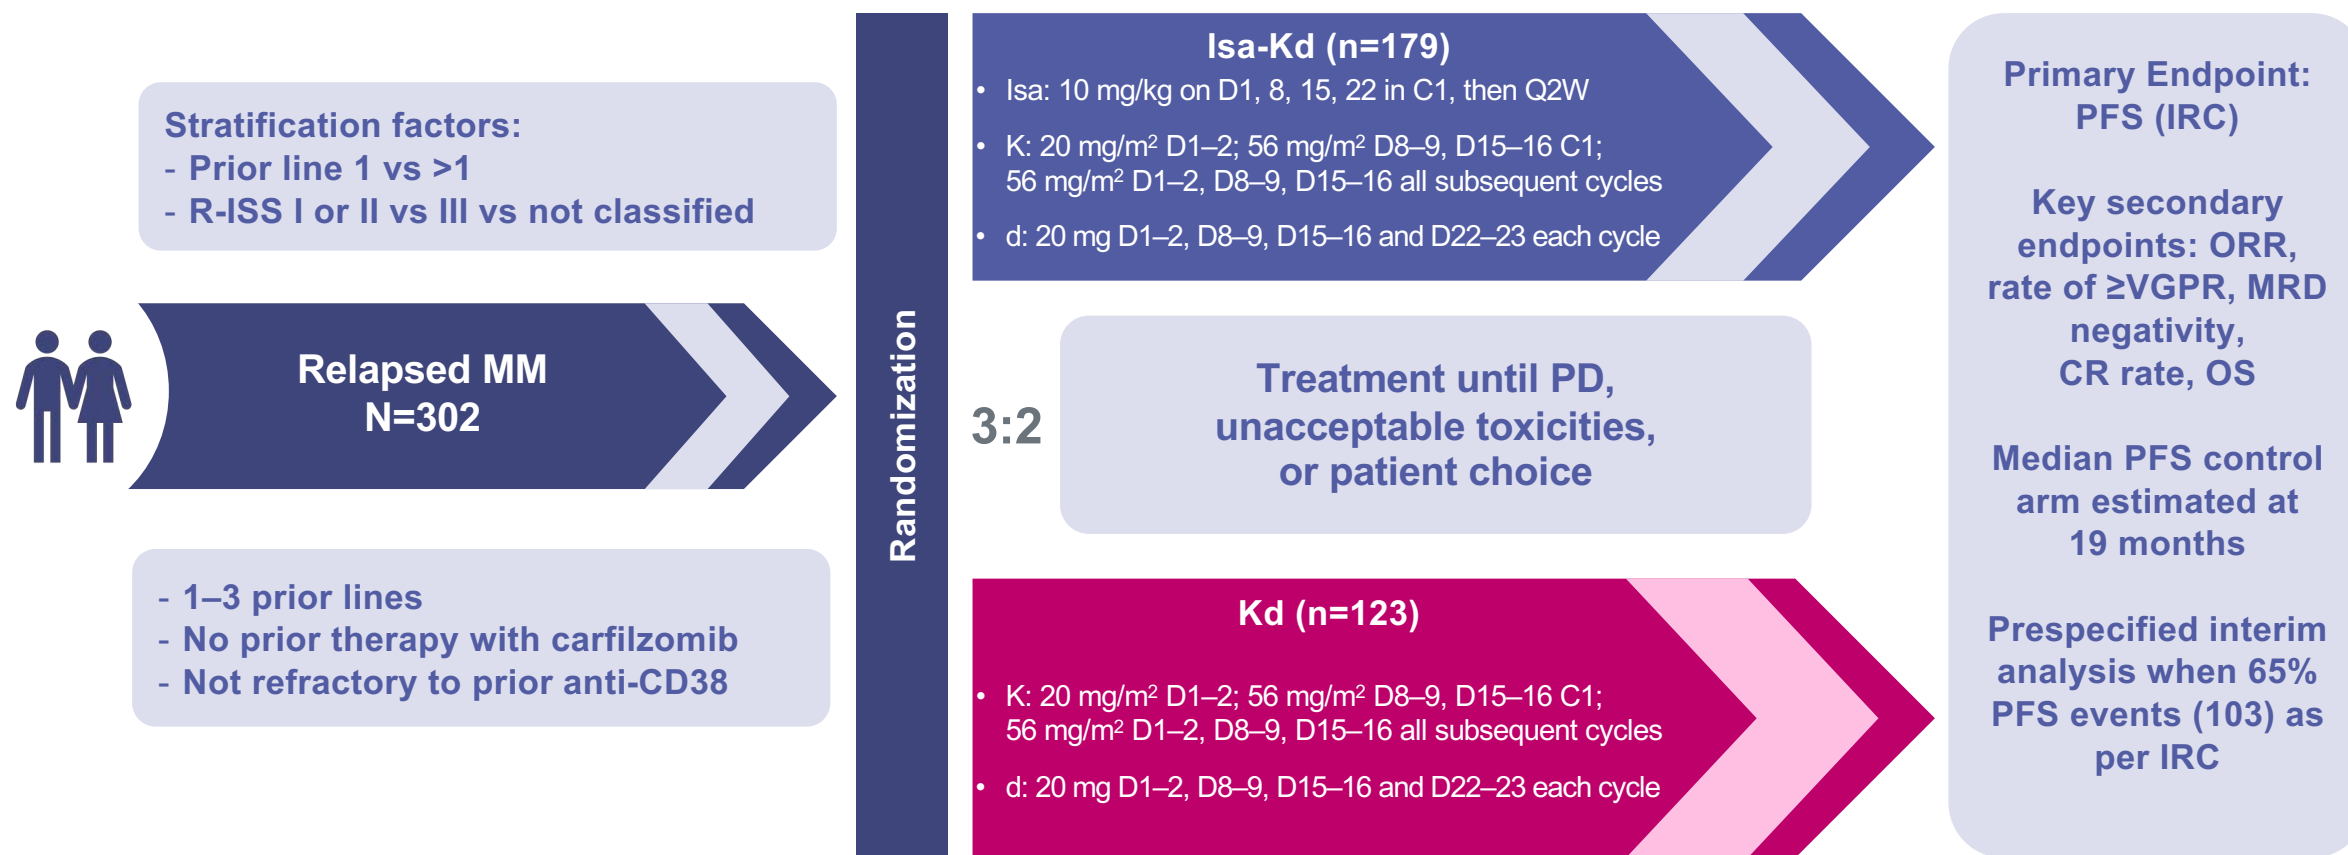 Stratification factors:
- Prior line 1 vs >1
- R-ISS I or II vs III vs not classified
Relapsed MM
N=302
- 1–3 prior lines
- No prior therapy with carfilzomib
- Not refractory to prior anti-CD38
Randomization
3:2
Isa-Kd (n=179)
• Isa: 10 mg/kg on D1, 8, 15, 22 in C1, then Q2W
• K: 20 mg/m² D1–2; 56 mg/m² D8–9, D15–16 C1;
56 mg/m² D1–2, D8–9, D15–16 all subsequent cycles
• d: 20 mg D1–2, D8–9, D15–16 and D22–23 each cycle
Treatment until PD,
unacceptable toxicities,
or patient choice
Kd (n=123)
• K: 20 mg/m² D1–2; 56 mg/m² D8–9, D15–16 C1;
56 mg/m² D1–2, D8–9, D15–16 all subsequent cycles
• d: 20 mg D1–2, D8–9, D15–16 and D22–23 each cycle
Primary Endpoint:
PFS (IRC)
Key secondary
endpoints: ORR,
rate of ≥VGPR, MRD
negativity,
CR rate, OS
Median PFS control
arm estimated at
19 months
Prespecified interim
analysis when 65%
PFS events (103) as
per IRC